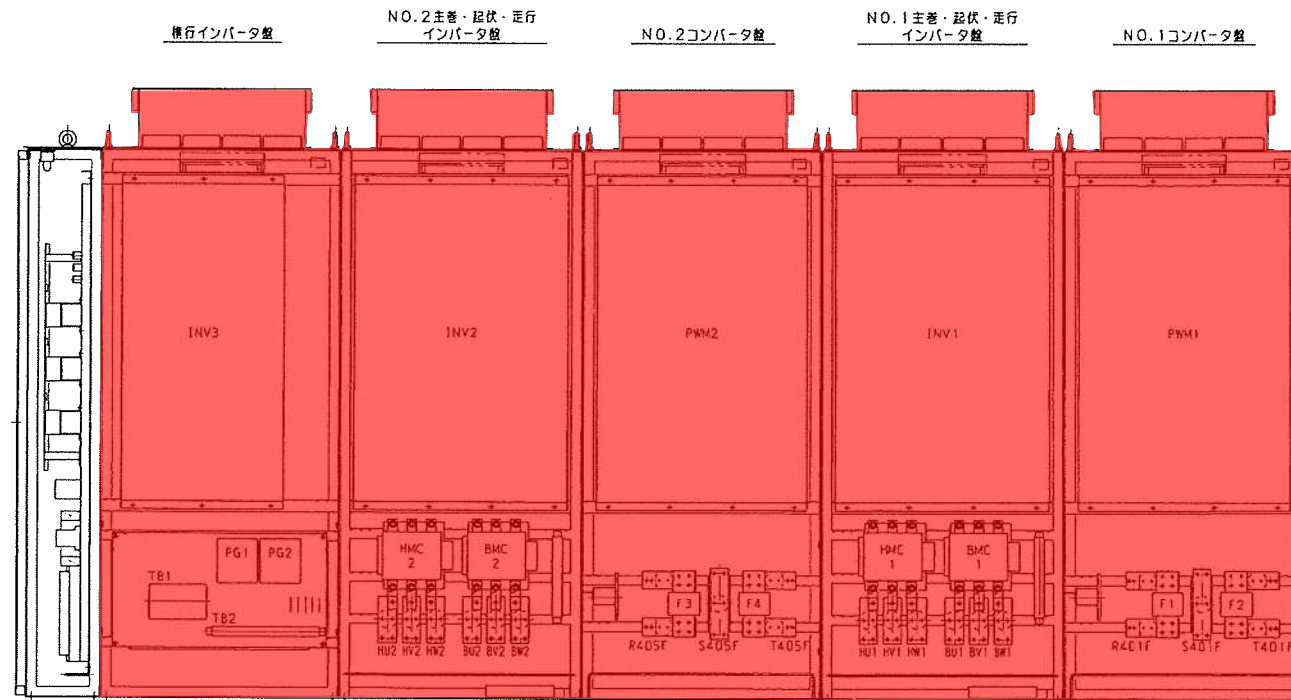 横行インバータ盤
NO.2主巻・起伏・走行
インバータ盤
NO.2コンバータ盤
NO.1主巻・起伏・走行
インバータ盤
NO.1コンバータ盤
INV3
INV2
PWM2
INV1
PWM1
PG1 PG2
TB1
TB2
HMC
2
BMC
2
HU2 HV2 HW2 BU2 BV2 BW2
F3 F4
R405F S405F T405F
HMC
1
BMC
1
HU1 HV1 HW1 BU1 BV1 BW1
F1 F2
R401F S401F T401F